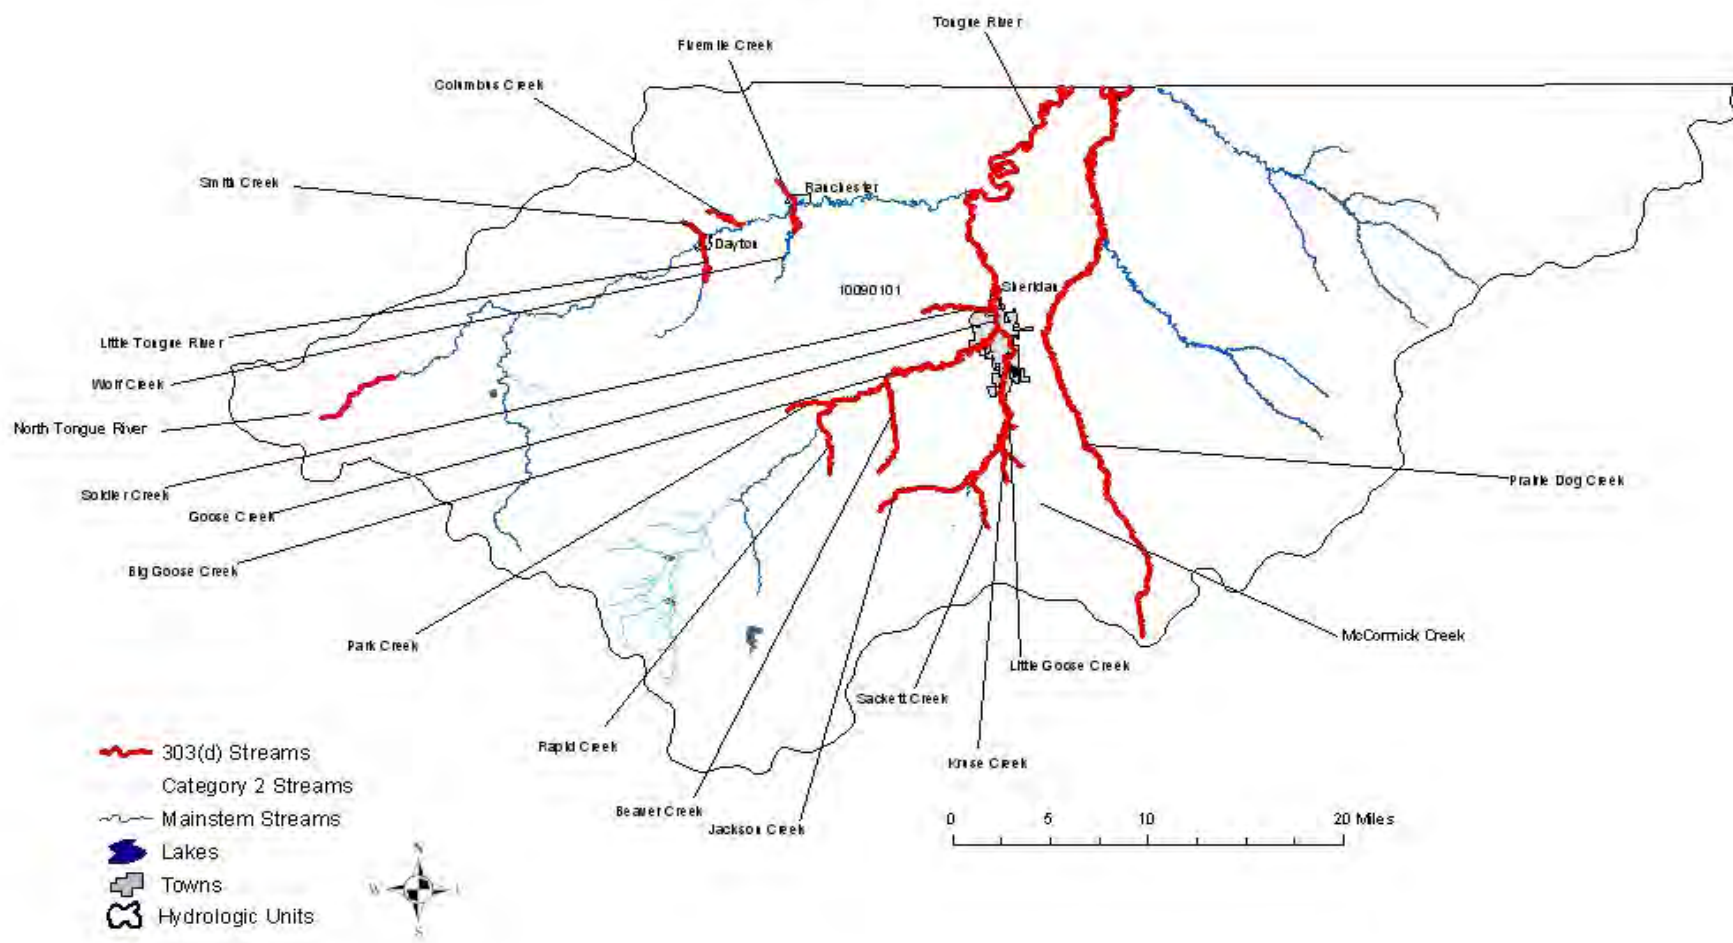 Tongue River
Fivemile Creek
Columbus Creek
Smith Creek
Ranchester
Dayton
10090101
Sheridan
Little Tongue River
Wolf Creek
North Tongue River
Soldier Creek
Goose Creek
Big Goose Creek
Prairie Dog Creek
Park Creek
McCormick Creek
Little Goose Creek
Sackett Creek
Rapid Creek
Kruse Creek
Beaver Creek
Jackson Creek
303(d) Streams
Category 2 Streams
Mainstem Streams
Lakes
Towns
Hydrologic Units
0 5 10 20 Miles
N
W E
S